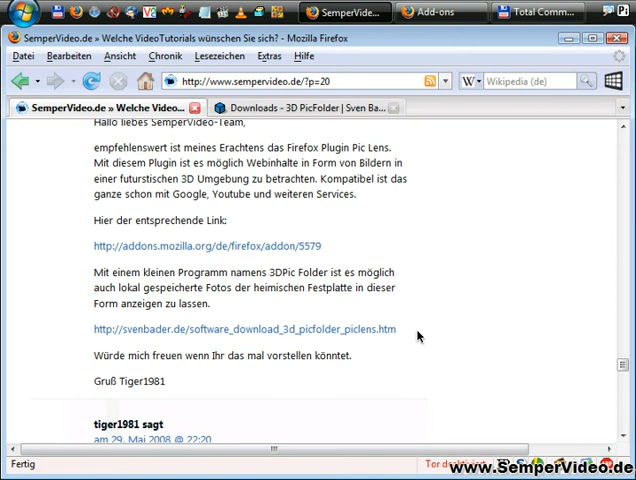 SemperVide...
Add-ons
Total Comm...
SemperVideo.de » Welche VideoTutorials wünschen Sie sich? - Mozilla Firefox
Datei Bearbeiten Ansicht Chronik Lesezeichen Extras Hilfe
http://www.sempervideo.de/?p=20
W Wikipedia (de)
SemperVideo.de » Welche Video...
Downloads - 3D PicFolder | Sven Ba...
Hallo liebes SemperVideo-Team,
empfehlenswert ist meines Erachtens das Firefox Plugin Pic Lens.
Mit diesem Plugin ist es möglich Webinhalte in Form von Bildern in
einer futurstischen 3D Umgebung zu betrachten. Kompatibel ist das
ganze schon mit Google, Youtube und weiteren Services.
Hier der entsprechende Link:
http://addons.mozilla.org/de/firefox/addon/5579
Mit einem kleinen Programm namens 3DPic Folder ist es möglich
auch lokal gespeicherte Fotos der heimischen Festplatte in dieser
Form anzeigen zu lassen.
http://svenbader.de/software_download_3d_picfolder_piclens.htm
Würde mich freuen wenn Ihr das mal vorstellen könntet.
Gruß Tiger1981
tiger1981 sagt
am 29. Mai 2008 @ 22:20
Fertig
Tor deaktiviert
www.SemperVideo.de